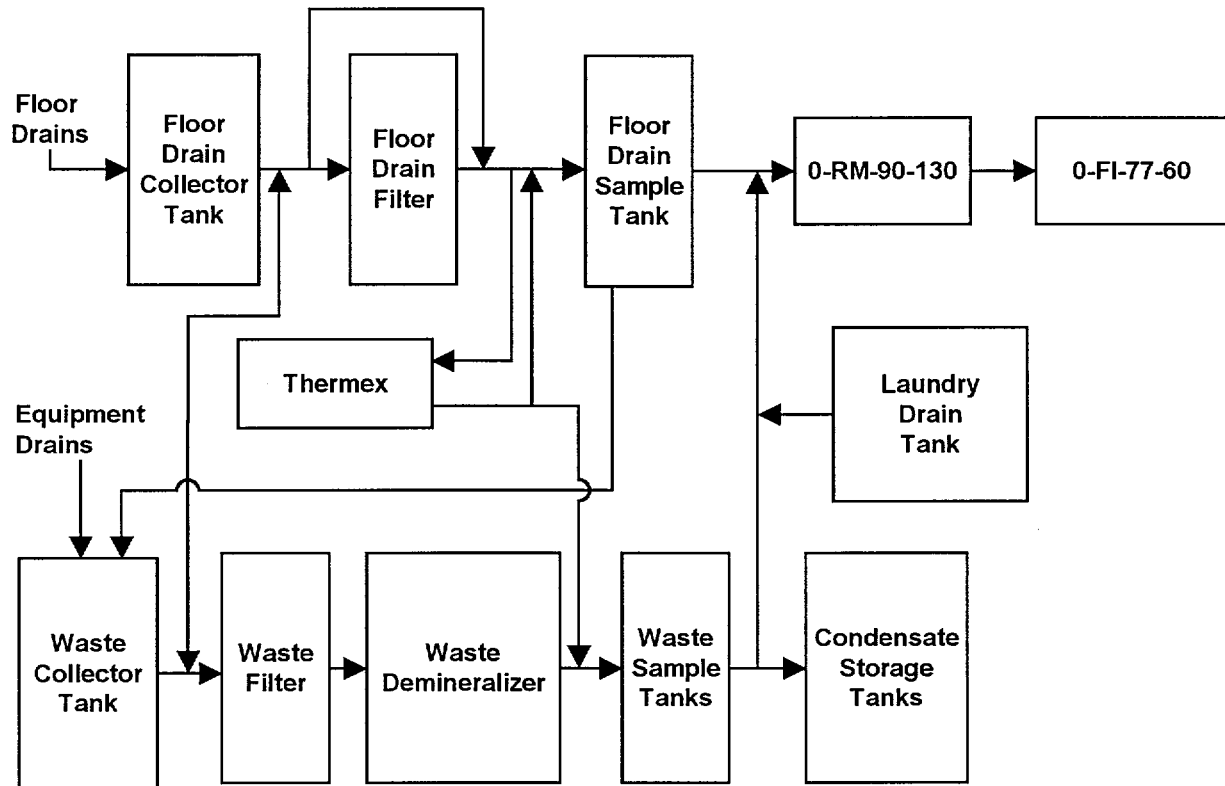 Floor
Drains
Floor
Drain
Collector
Tank
Floor
Drain
Filter
Floor
Drain
Sample
Tank
0-RM-90-130
0-FI-77-60
Thermex
Laundry
Drain
Tank
Equipment
Drains
Waste
Collector
Tank
Waste
Filter
Waste
Demineralizer
Waste
Sample
Tanks
Condensate
Storage
Tanks